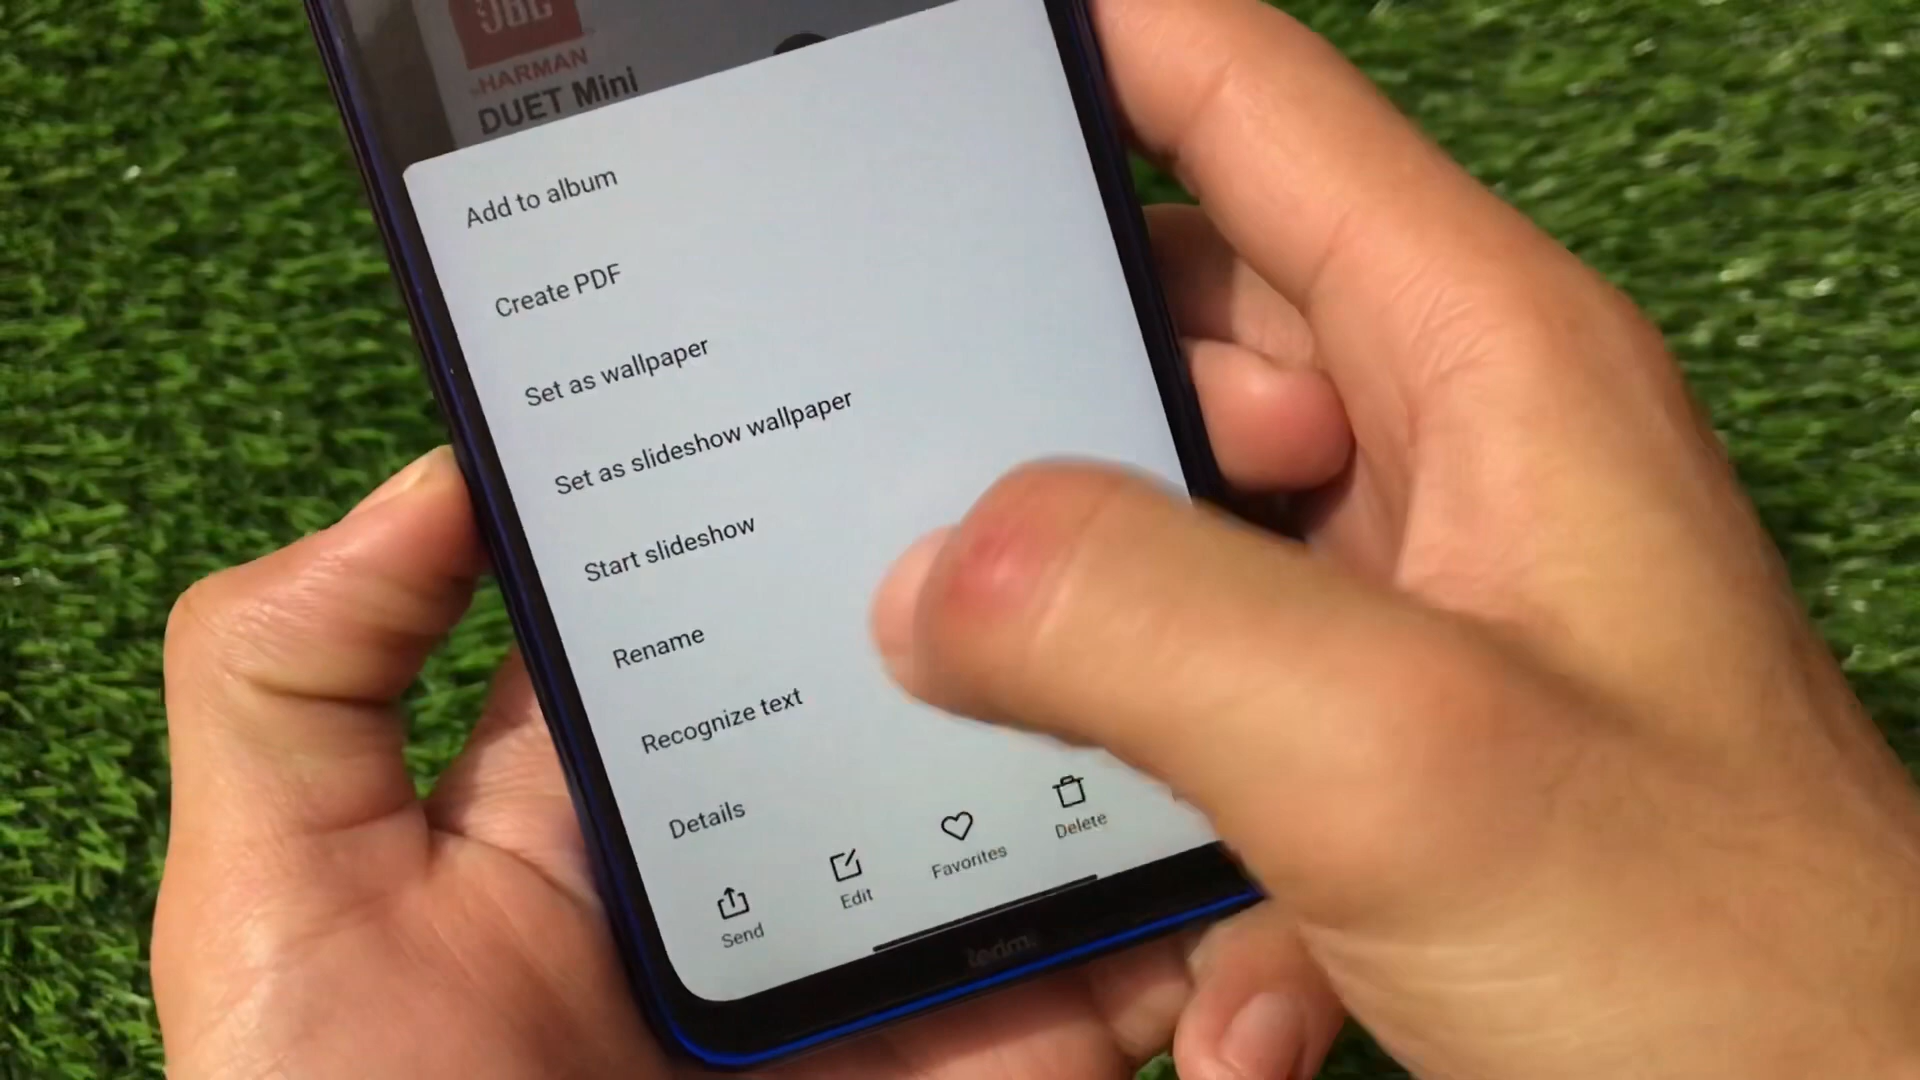 JBL
HARMAN
DUET Mini
Add to album
Create PDF
Set as wallpaper
Set as slideshow wallpaper
Start slideshow
Rename
Recognize text
Details
Send
Edit
Favorites
Delete